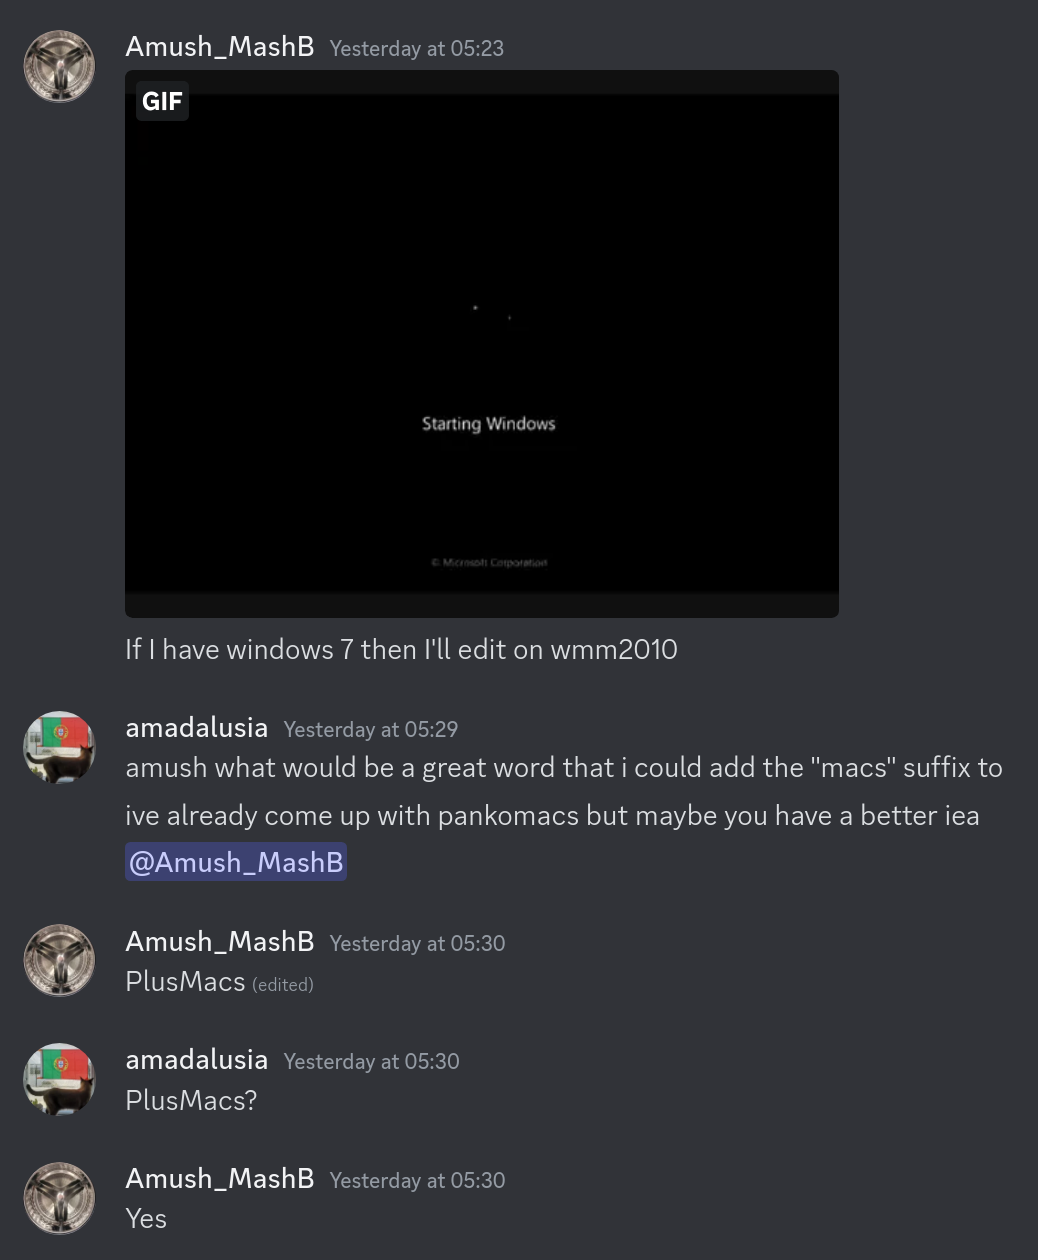 Amush_MashB Yesterday at 05:23
GIF
Starting Windows
© Microsoft Corporation
If I have windows 7 then I'll edit on wmm2010
amadalusia Yesterday at 05:29
amush what would be a great word that i could add the "macs" suffix to
ive already come up with pankomacs but maybe you have a better iea
@Amush_MashB
Amush_MashB Yesterday at 05:30
PlusMacs (edited)
amadalusia Yesterday at 05:30
PlusMacs?
Amush_MashB Yesterday at 05:30
Yes